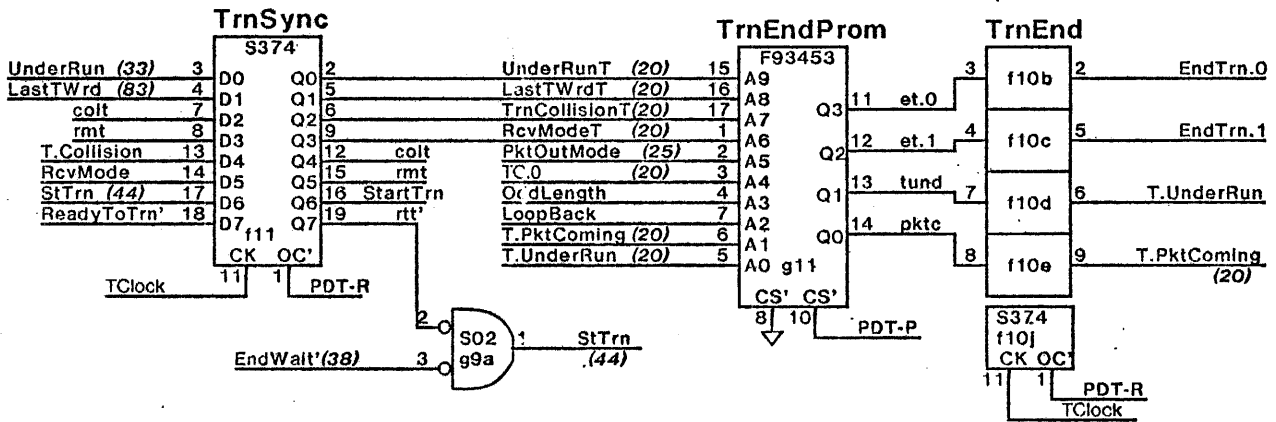 TrnSync
S374
UnderRun (33) 3 D0 Q0 2
LastTWrd (83) 4 D1 Q1 5
colt 7 D2 Q2 6
rmt 8 D3 Q3 9
T.Collision 13 D4 Q4 12 colt
RcvMode 14 D5 Q5 15 rmt
StTrn (44) 17 D6 Q6 16 StartTrn
ReadyToTrn' 18 D7 Q7 19 rtt'
f11
CK OC'
11 1
TClock PDT-R
2
EndWait'(38) 3
S02
g9a
1 StTrn
(44)
TrnEndProm
F93453
UnderRunT (20) 15 A9
LastTWrdT (20) 16 A8
TrnCollisionT(20) 17 A7
RcvModeT (20) 1 A6
PktOutMode (25) 2 A5
TC.0 (20) 3 A4
OddLength 4 A3
LoopBack 7 A2
T.PktComing (20) 6 A1
T.UnderRun (20) 5 A0
g11
Q3 11 et.0
Q2 12 et.1
Q1 13 tund
Q0 14 pktc
CS' CS'
8 10
PDT-P
TrnEnd
3 f10b 2 EndTrn.0
4 f10c 5 EndTrn.1
7 f10d 6 T.UnderRun
8 f10e 9 T.PktComing
(20)
S374
f10j
CK OC'
11 1
PDT-R
TClock